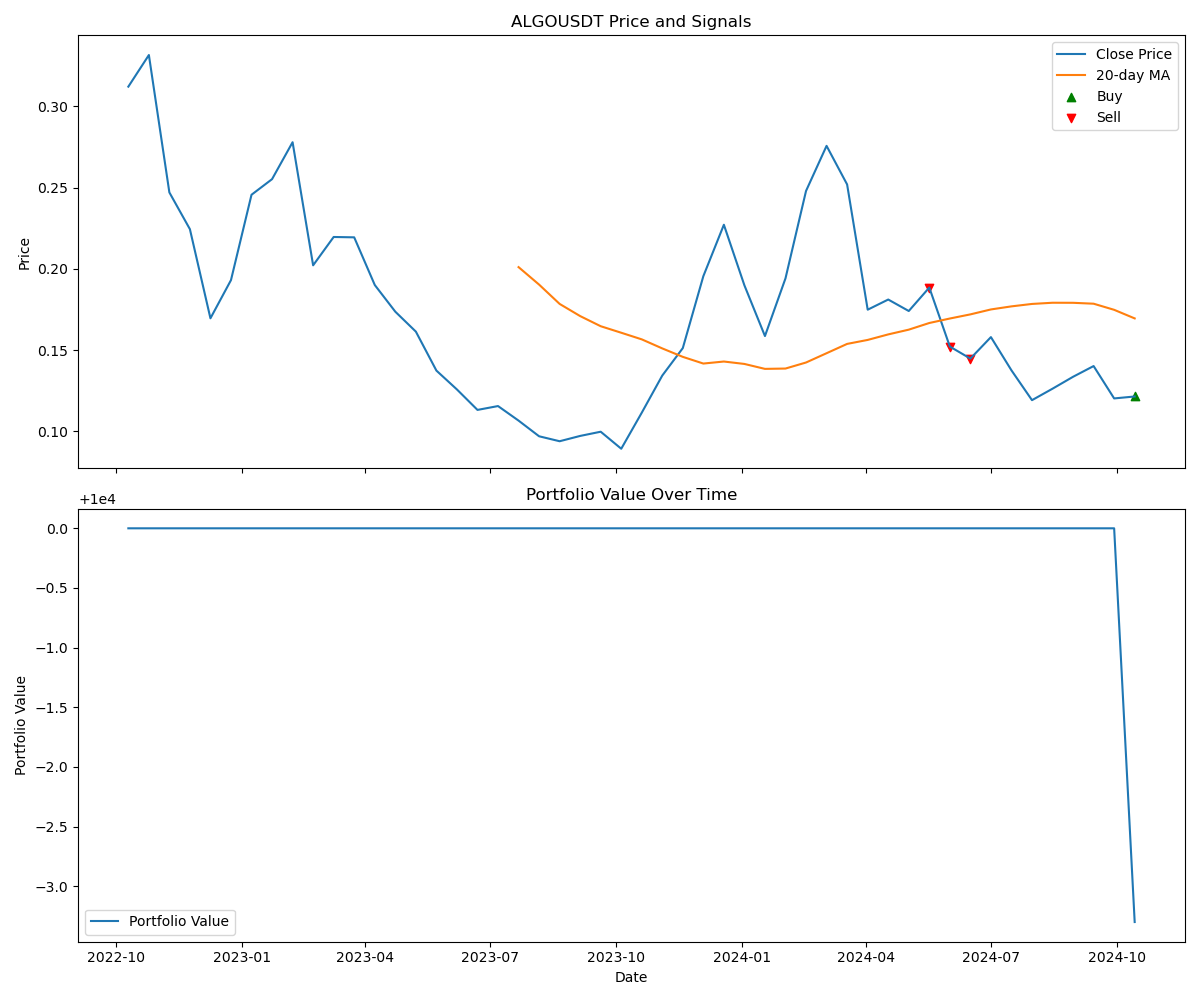 ALGOUSDT Price and Signals
Close Price
20-day MA
Buy
Sell
Price
0.30
0.25
0.20
0.15
0.10
Portfolio Value Over Time
+1e4
Portfolio Value
0.0
−0.5
−1.0
−1.5
−2.0
−2.5
−3.0
Portfolio Value
2022-10 2023-01 2023-04 2023-07 2023-10 2024-01 2024-04 2024-07 2024-10
Date